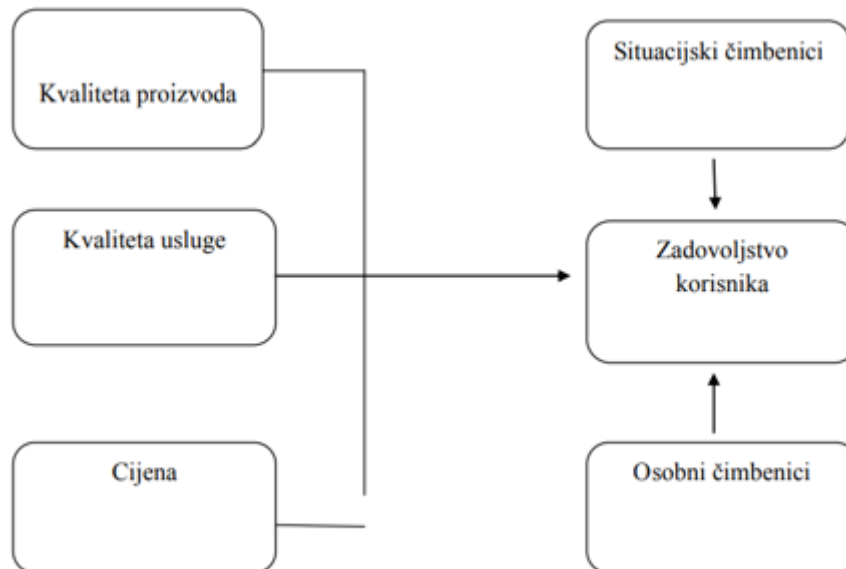 Kvaliteta proizvoda
Kvaliteta usluge
Cijena
Situacijski čimbenici
Zadovoljstvo
korisnika
Osobni čimbenici